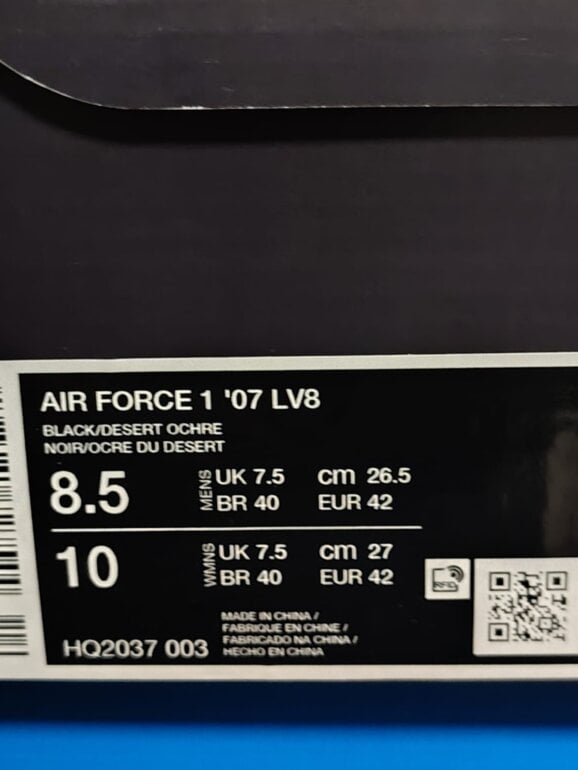 AIR FORCE 1 '07 LV8
BLACK/DESERT OCHRE
NOIR/OCRE DU DESERT
8.5 MENS UK 7.5 cm 26.5
BR 40 EUR 42
10 WMNS UK 7.5 cm 27
BR 40 EUR 42
RFID
HQ2037 003
MADE IN CHINA /
FABRIQUE EN CHINE /
FABRICADO NA CHINA /
HECHO EN CHINA